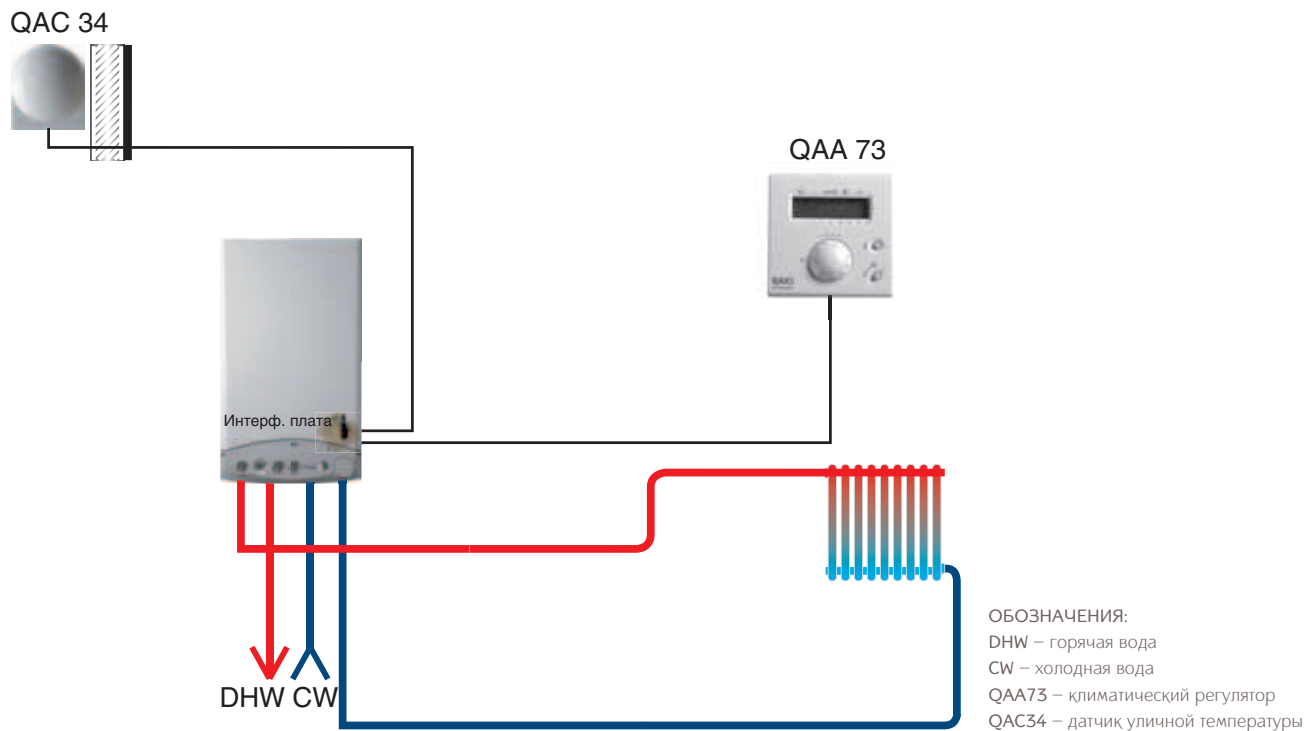 QAC 34
QAA 73
Интерф. плата
DHW CW
ОБОЗНАЧЕНИЯ:
DHW – горячая вода
CW – холодная вода
QAA73 – климатический регулятор
QAC34 – датчик уличной температуры